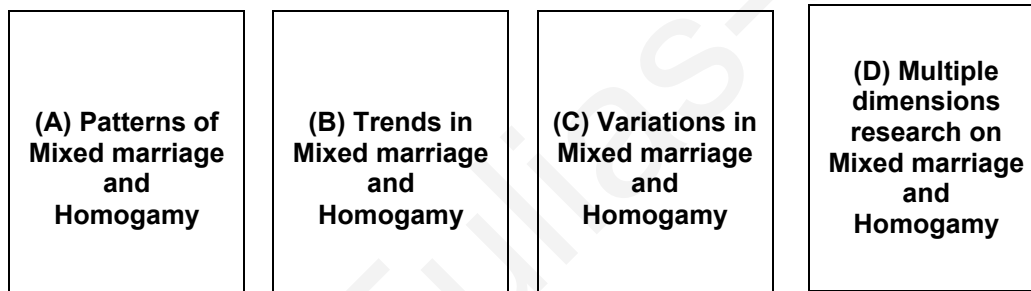 (A) Patterns of
Mixed marriage
and
Homogamy
(B) Trends in
Mixed marriage
and
Homogamy
(C) Variations in
Mixed marriage
and
Homogamy
(D) Multiple
dimensions
research on
Mixed marriage
and
Homogamy